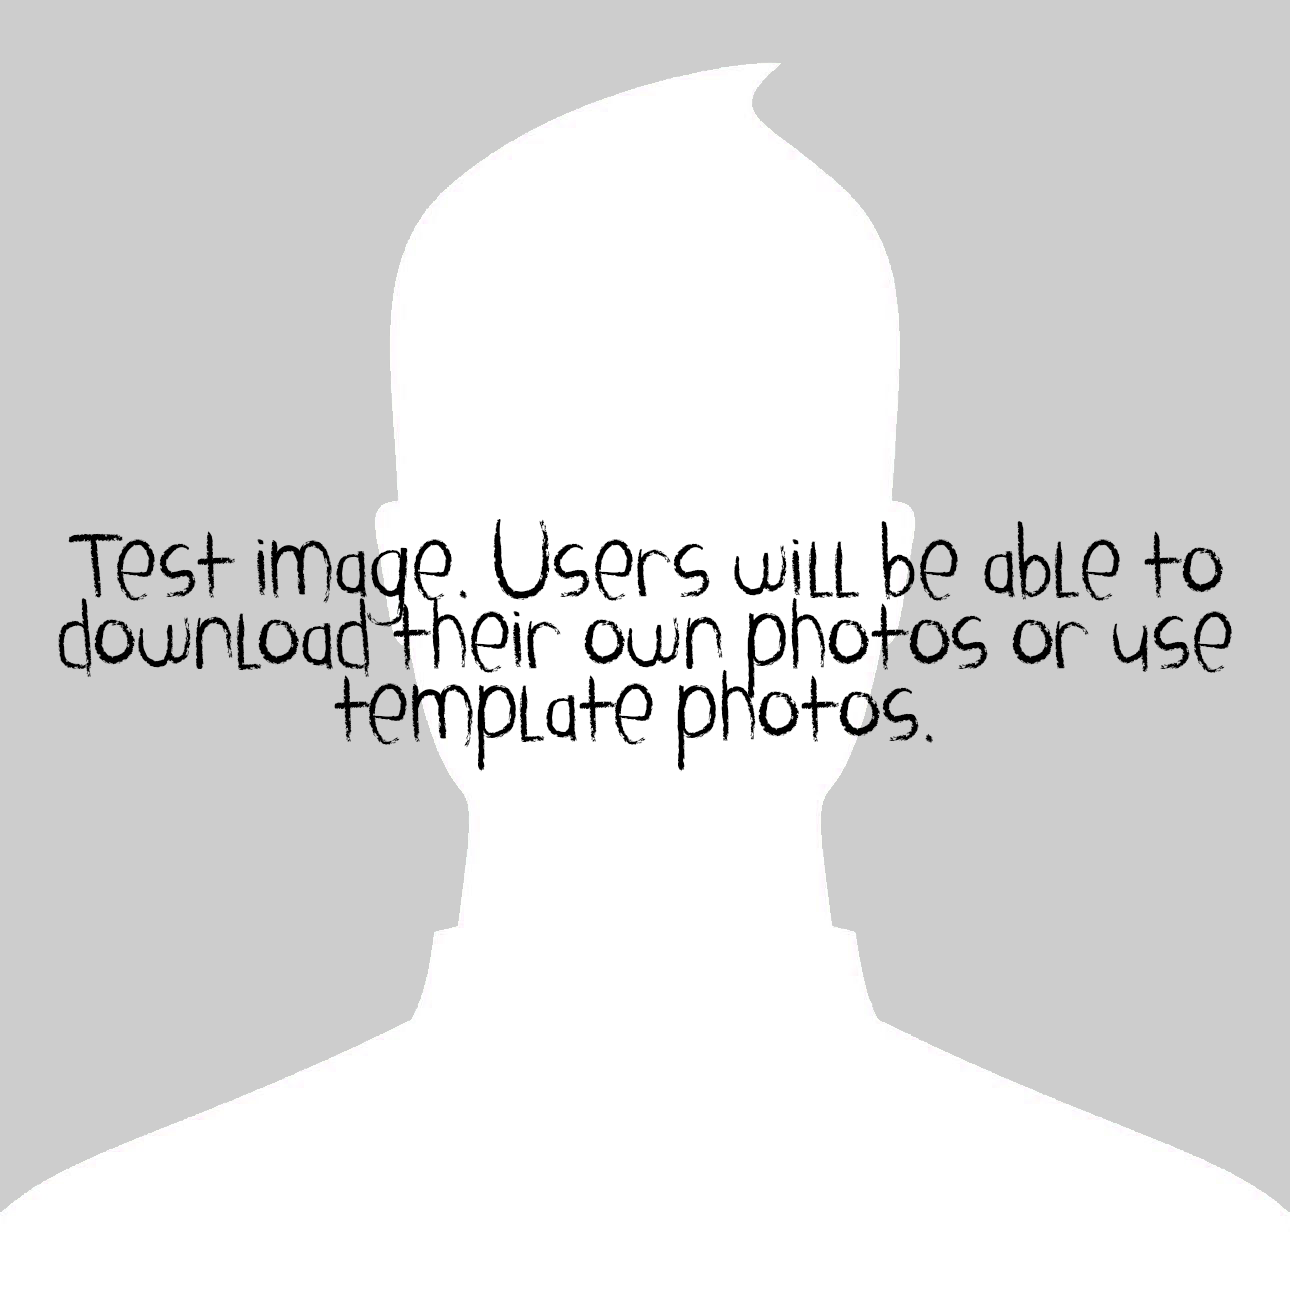 Test image. Users will be able to
download their own photos or use
template photos.